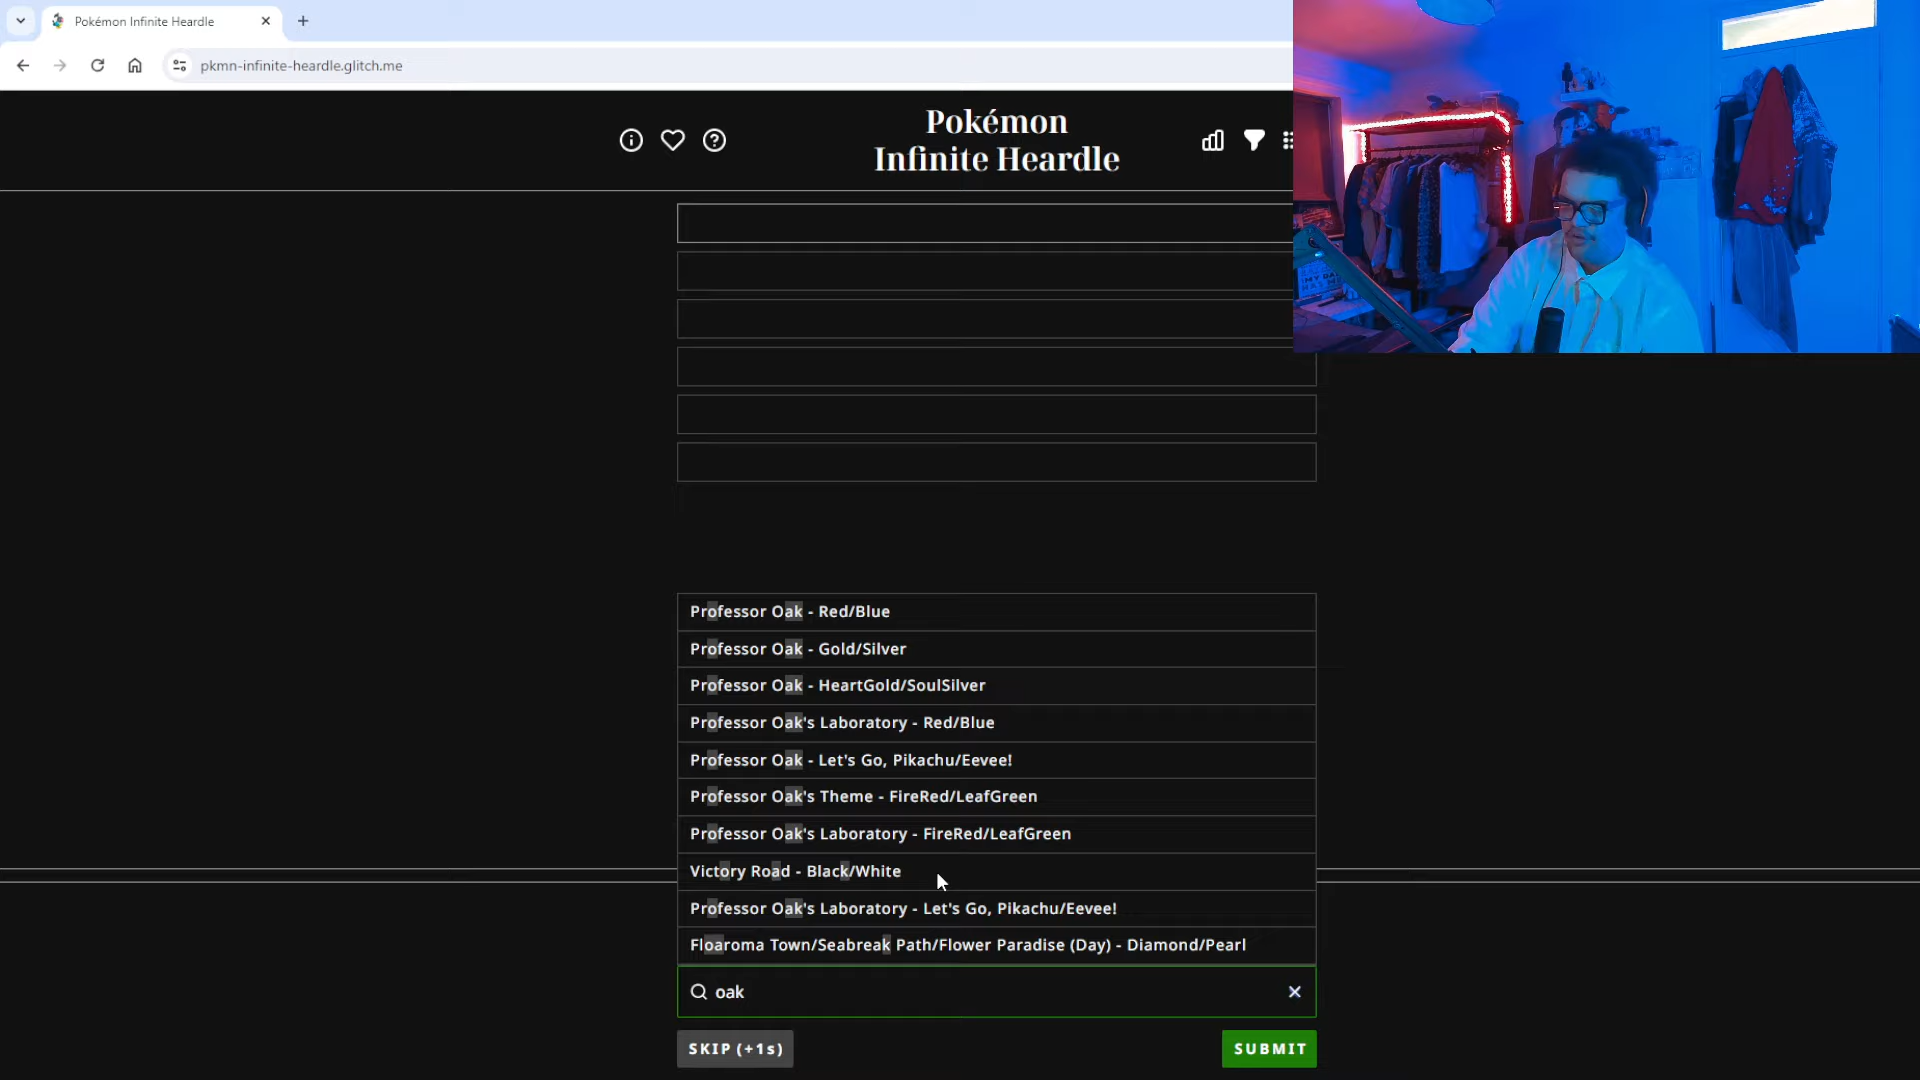 Pokémon Infinite Heardle
pkmn-infinite-heardle.glitch.me
Pokémon
Infinite Heardle
Professor Oak - Red/Blue
Professor Oak - Gold/Silver
Professor Oak - HeartGold/SoulSilver
Professor Oak's Laboratory - Red/Blue
Professor Oak - Let's Go, Pikachu/Eevee!
Professor Oak's Theme - FireRed/LeafGreen
Professor Oak's Laboratory - FireRed/LeafGreen
Victory Road - Black/White
Professor Oak's Laboratory - Let's Go, Pikachu/Eevee!
Floaroma Town/Seabreak Path/Flower Paradise (Day) - Diamond/Pearl
oak
SKIP (+1s)
SUBMIT